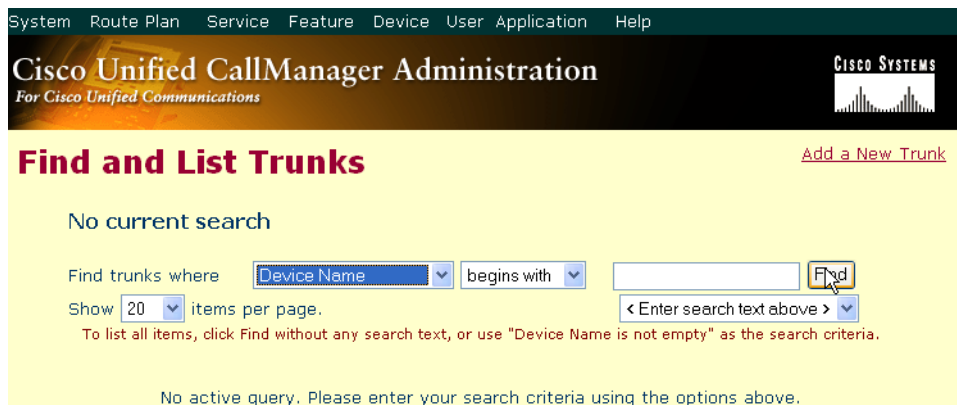 System Route Plan Service Feature Device User Application Help
Cisco Unified CallManager Administration
For Cisco Unified Communications
CISCO SYSTEMS
Find and List Trunks
Add a New Trunk
No current search
Find trunks where Device Name begins with Find
Show 20 items per page. < Enter search text above >
To list all items, click Find without any search text, or use "Device Name is not empty" as the search criteria.
No active query. Please enter your search criteria using the options above.